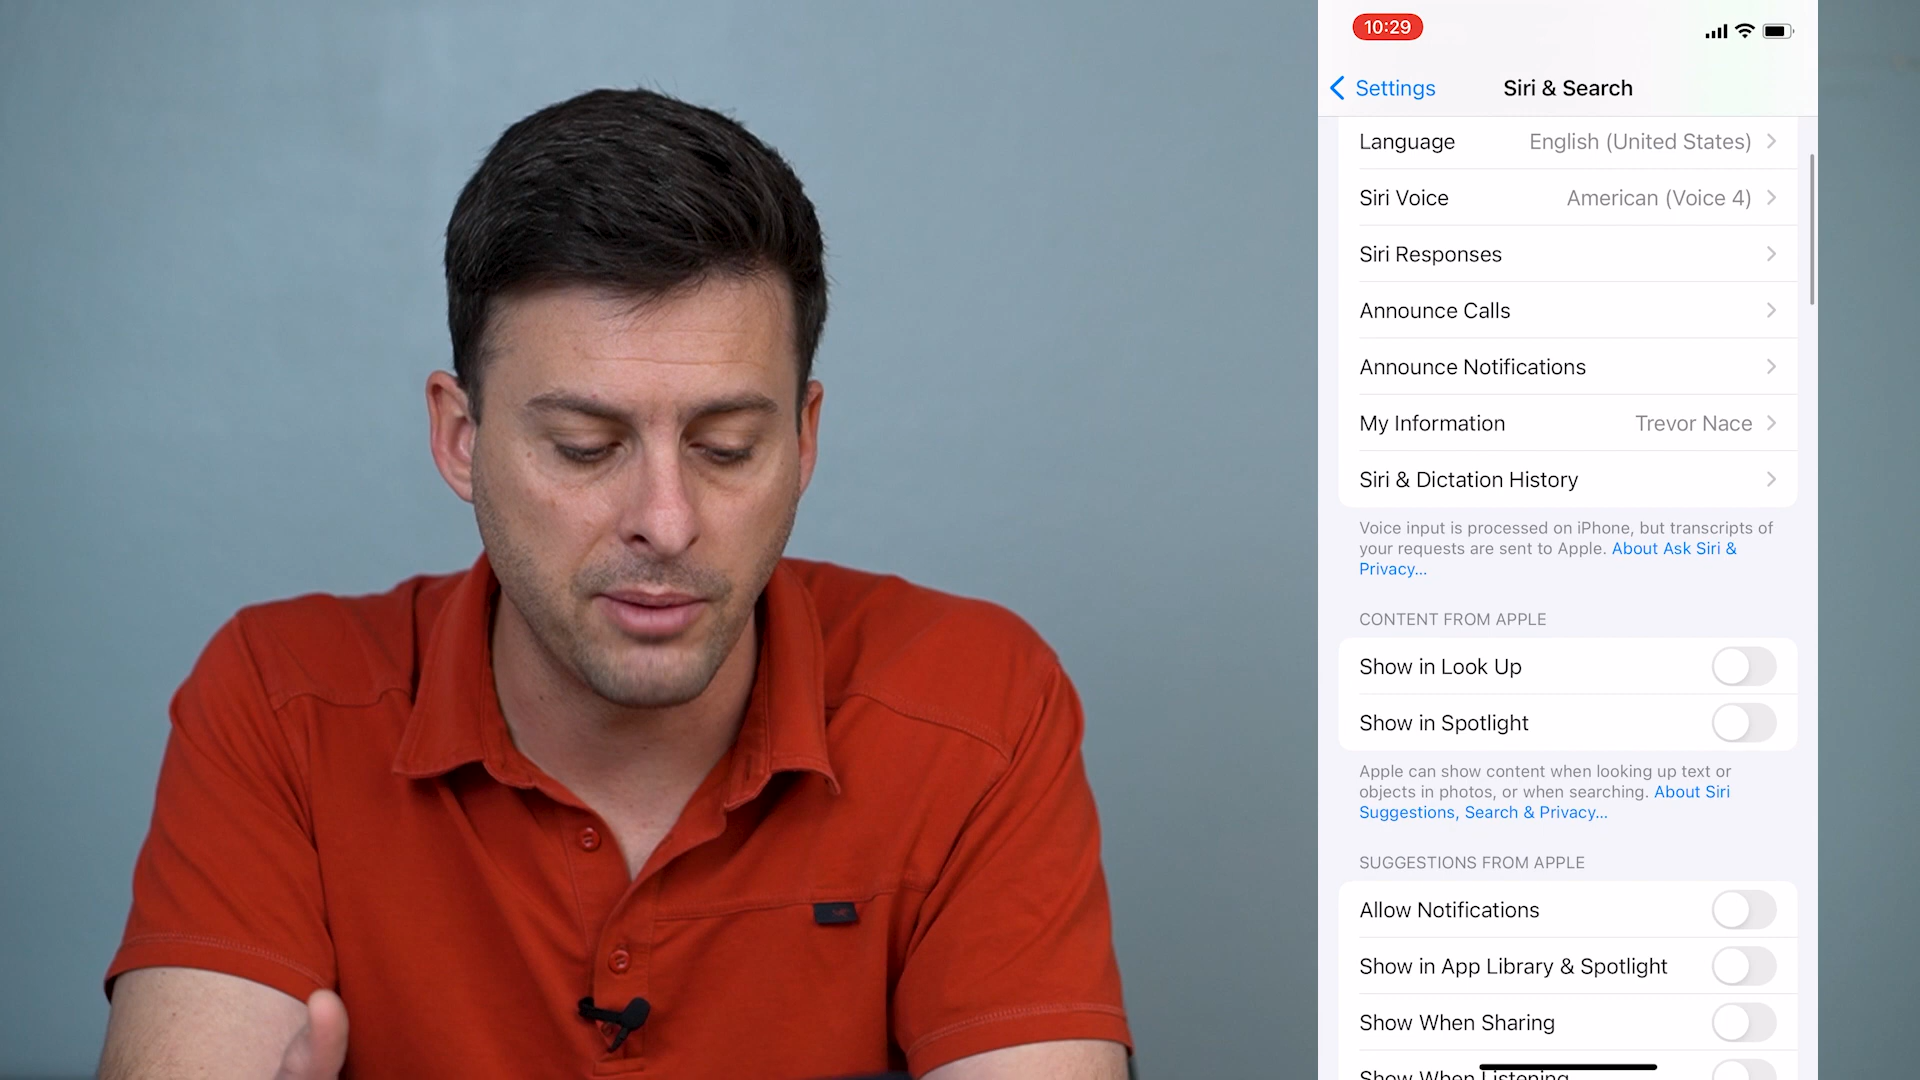 10:29
Settings
Siri & Search
Language English (United States)
Siri Voice American (Voice 4)
Siri Responses
Announce Calls
Announce Notifications
My Information Trevor Nace
Siri & Dictation History
Voice input is processed on iPhone, but transcripts of
your requests are sent to Apple. About Ask Siri &
Privacy...
CONTENT FROM APPLE
Show in Look Up
Show in Spotlight
Apple can show content when looking up text or
objects in photos, or when searching. About Siri
Suggestions, Search & Privacy...
SUGGESTIONS FROM APPLE
Allow Notifications
Show in App Library & Spotlight
Show When Sharing
Show When Listening